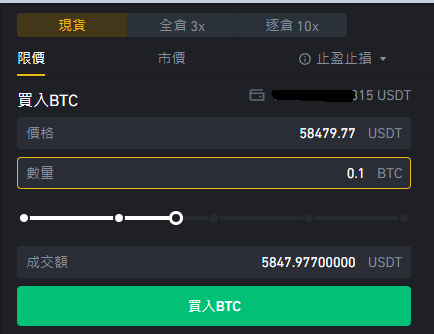 現貨 全倉 3x 逐倉 10x
限價 市價 止盈止損
買入BTC 315 USDT
價格 58479.77 USDT
數量 0.1 BTC
成交額 5847.97700000 USDT
買入BTC